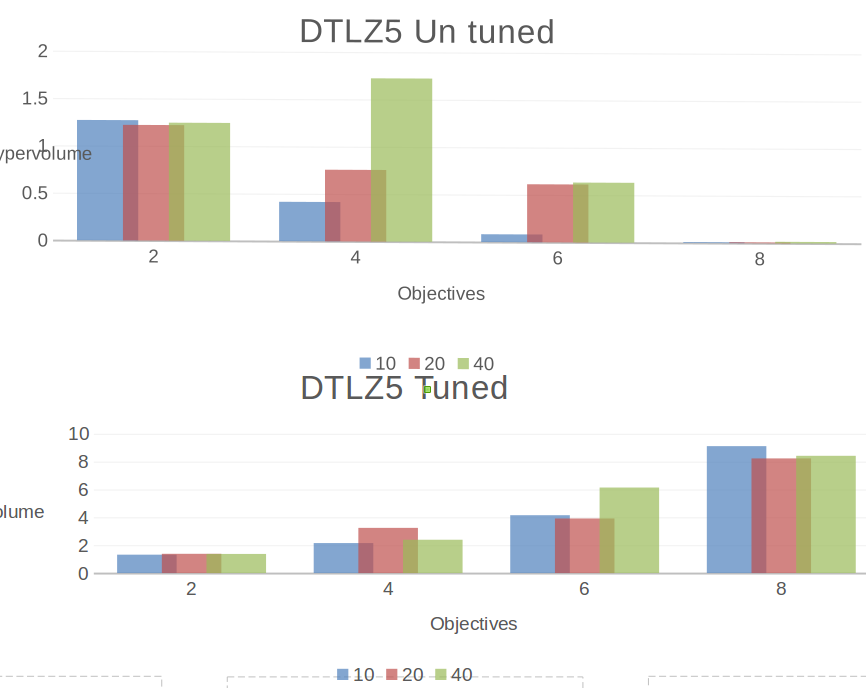 DTLZ5 Un tuned
2
1.5
1
ypervolume
0.5
0
2 4 6 8
Objectives
10 20 40
DTLZ5 Tuned
10
8
6
olume
4
2
0
2 4 6 8
Objectives
10 20 40